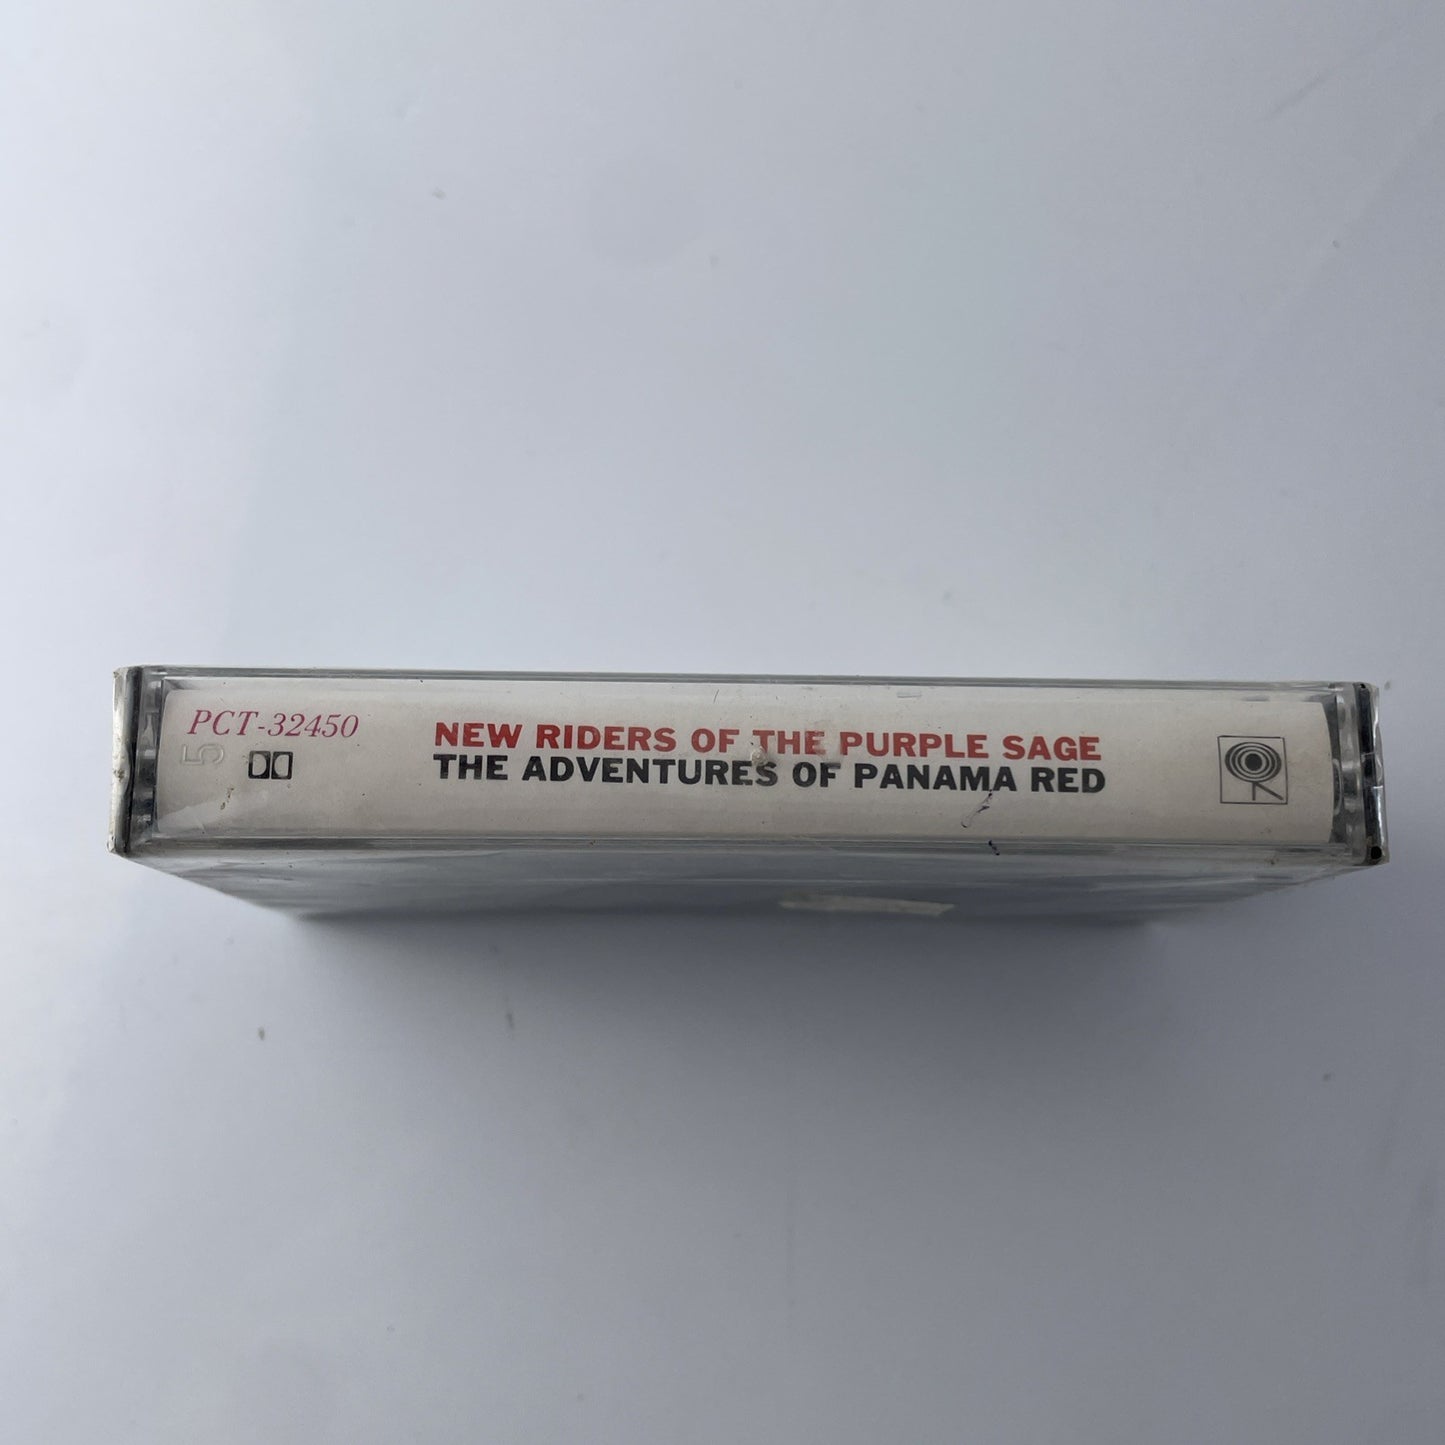 PCT-32450
5
NEW RIDERS OF THE PURPLE SAGE
THE ADVENTURES OF PANAMA RED